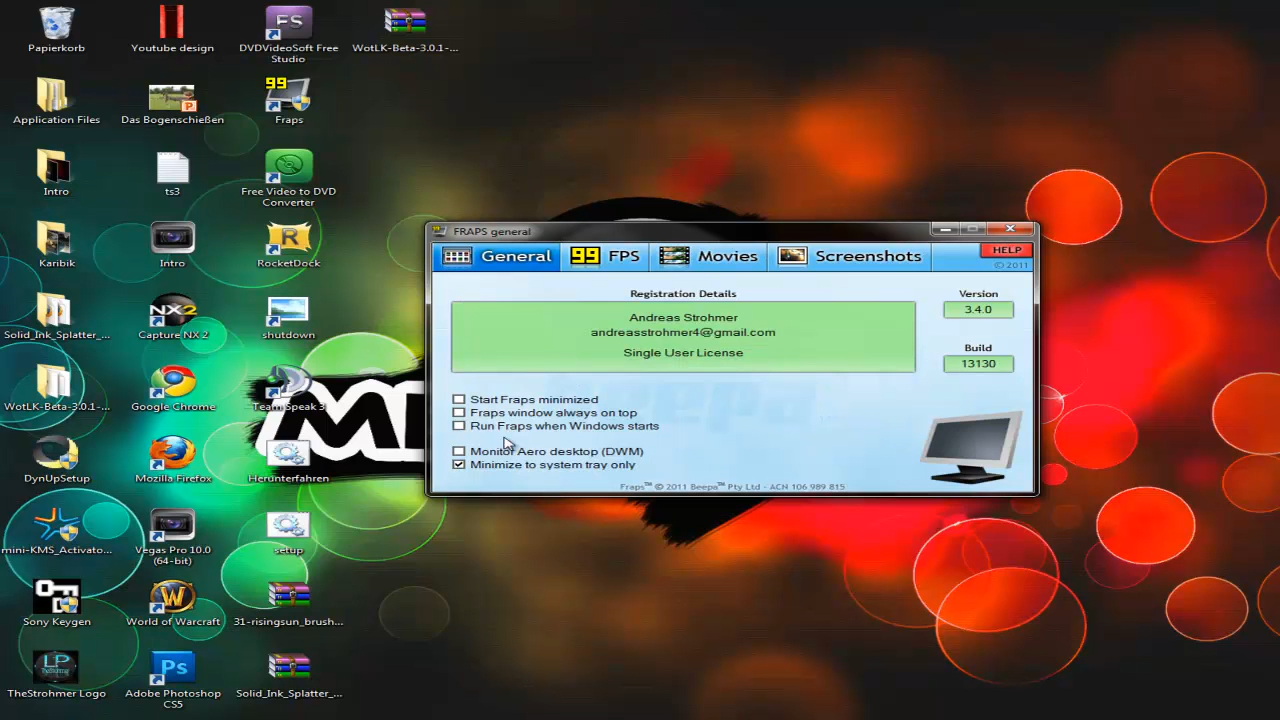 Papierkorb
Youtube design
DVDVideoSoft Free
Studio
WotLK-Beta-3.0.1-...
Application Files
Das Bogenschießen
99
Fraps
Intro
ts3
Free Video to DVD
Converter
Karibik
Intro
RocketDock
Solid_Ink_Splatter_...
Capture NX 2
shutdown
WotLK-Beta-3.0.1-...
Google Chrome
Team Speak 3
DynUpSetup
Mozilla Firefox
Herunterfahren
mini-KMS_Activato...
Vegas Pro 10.0
(64-bit)
setup
Sony Keygen
World of Warcraft
31-risingsun_brush...
TheStrohmer Logo
Adobe Photoshop
CS5
Solid_Ink_Splatter_...
FRAPS general
General
99 FPS
Movies
Screenshots
HELP
© 2011
Registration Details
Andreas Strohmer
andreasstrohmer4@gmail.com
Single User License
Version
3.4.0
Build
13130
Start Fraps minimized
Fraps window always on top
Run Fraps when Windows starts
Monitor Aero desktop (DWM)
Minimize to system tray only
Fraps™ © 2011 Beepa™ Pty Ltd - ACN 106 989 815